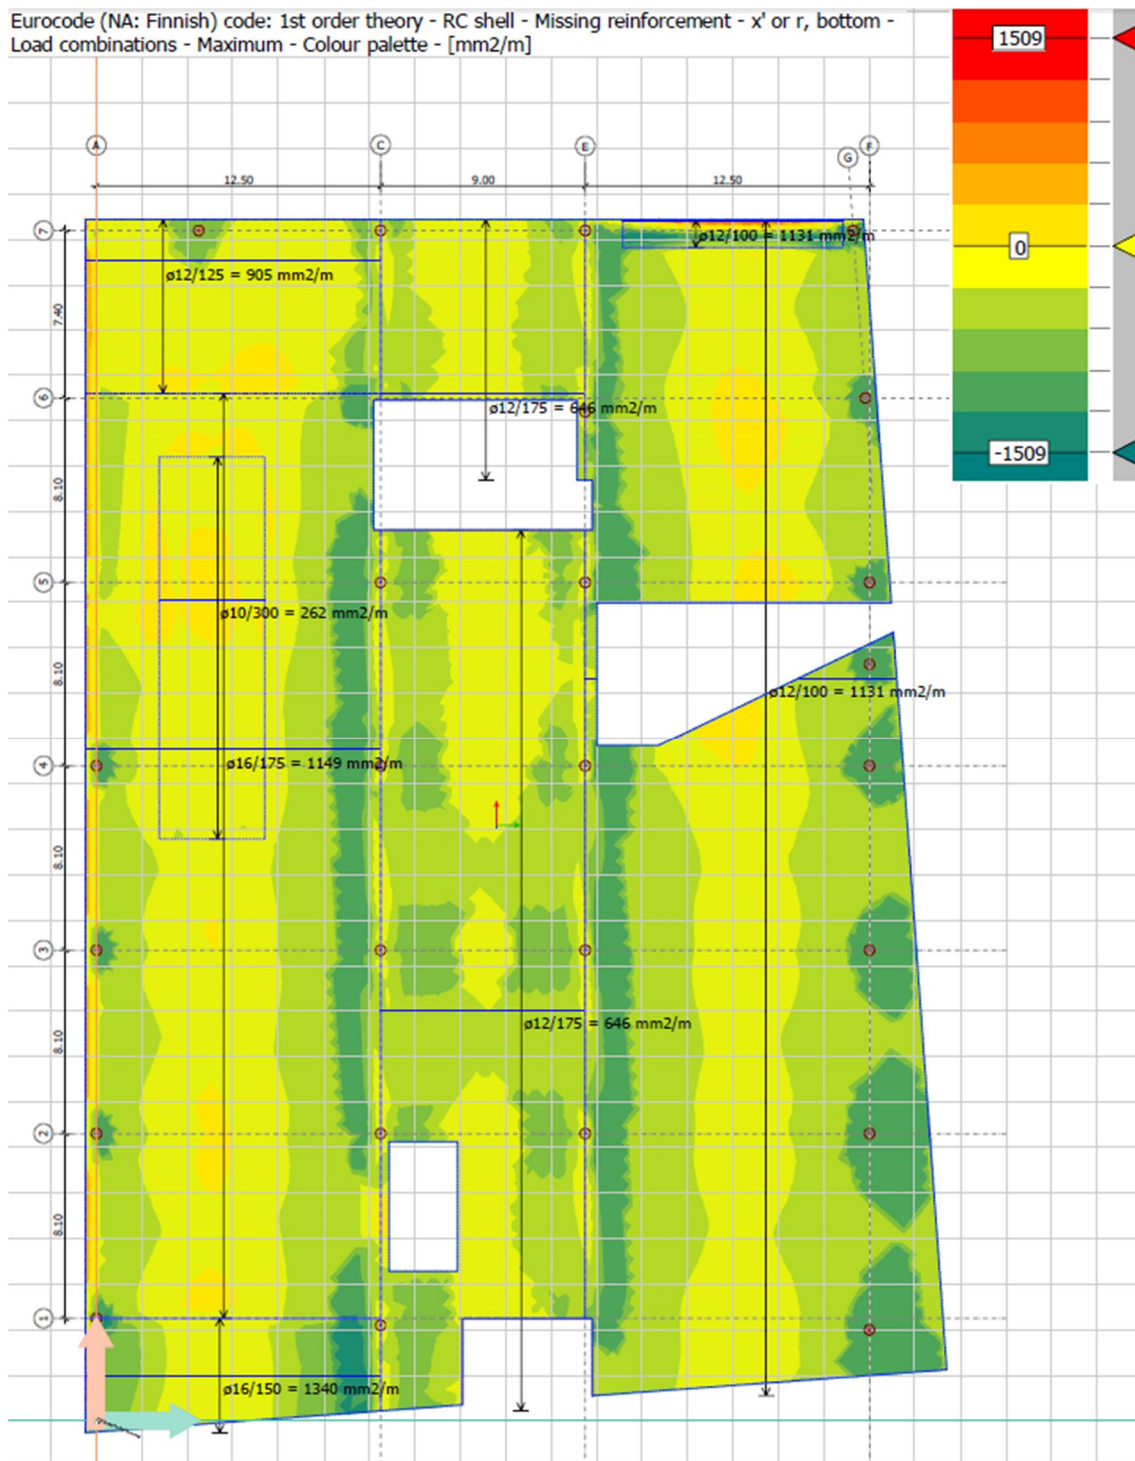 Eurocode (NA: Finnish) code: 1st order theory - RC shell - Missing reinforcement - x' or r, bottom -
Load combinations - Maximum - Colour palette - [mm2/m]
1509
0
-1509
A
C
E
G
F
12.50
9.00
12.50
7
ø12/100 = 1131 mm2/m
ø12/125 = 905 mm2/m
7.40
6
ø12/175 = 646 mm2/m
8.10
5
ø10/300 = 262 mm2/m
8.10
ø12/100 = 1131 mm2/m
4
ø16/175 = 1149 mm2/m
8.10
3
ø12/175 = 646 mm2/m
8.10
2
8.10
1
ø16/150 = 1340 mm2/m